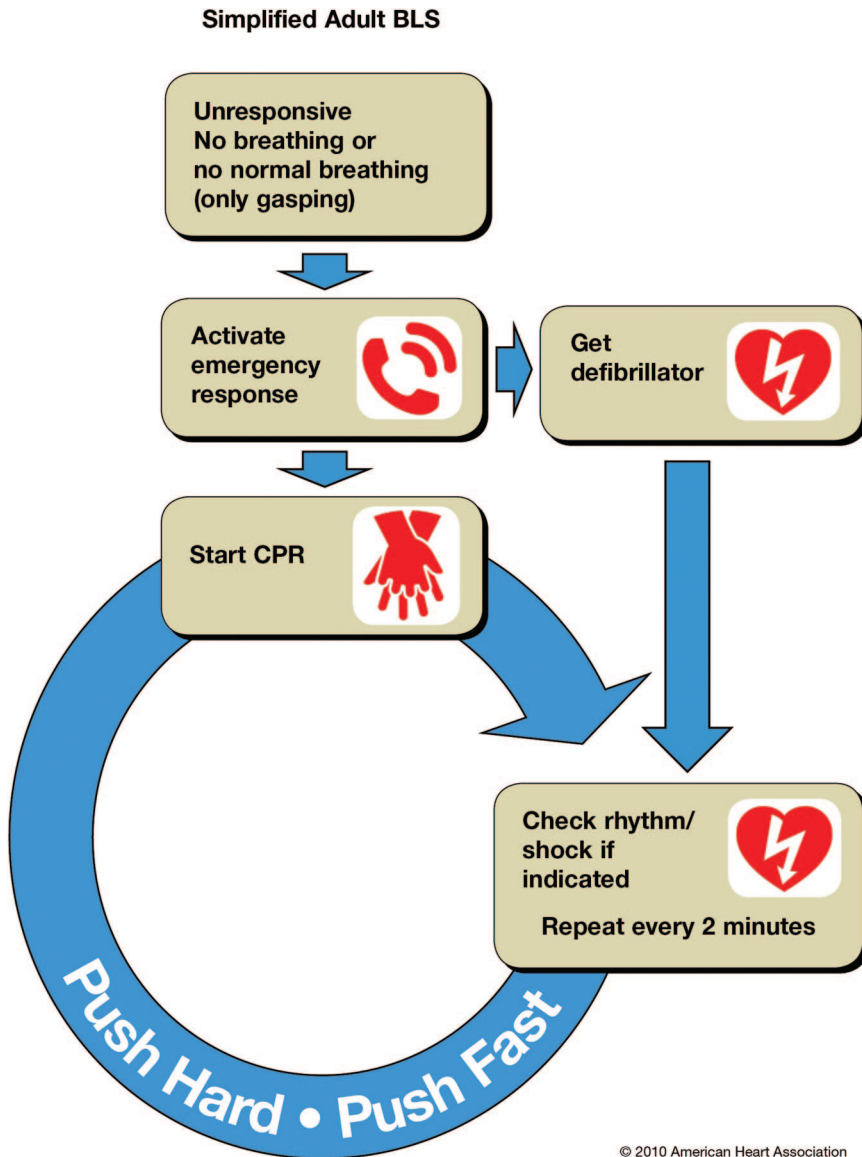 Simplified Adult BLS
Unresponsive
No breathing or
no normal breathing
(only gasping)
Activate
emergency
response
Get
defibrillator
Start CPR
Check rhythm/
shock if
indicated
Repeat every 2 minutes
Push Hard • Push Fast
© 2010 American Heart Association